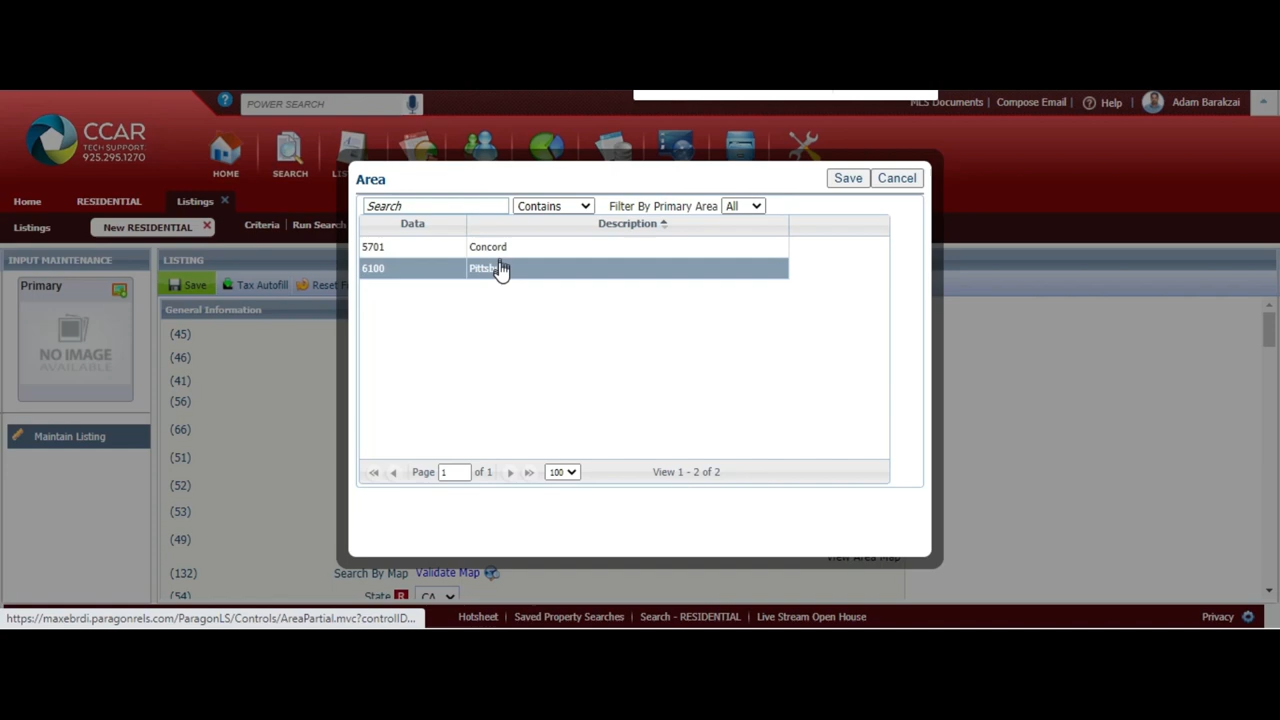 POWER SEARCH
MLS Documents | Compose Email | Help | Adam Barakzai
CCAR
TECH SUPPORT:
925.295.1270
HOME
SEARCH
Home
RESIDENTIAL
Listings
Listings
New RESIDENTIAL
Criteria | Run Search
Area
Save
Cancel
Search
Contains
Filter By Primary Area
All
Data
Description
5701
Concord
6100
Page 1 of 1
100
View 1 - 2 of 2
INPUT MAINTENANCE
Primary
NO IMAGE
AVAILABLE
Maintain Listing
LISTING
Save
Tax Autofill
Reset
General Information
(45)
(46)
(41)
(56)
(66)
(51)
(52)
(53)
(49)
View Area Map
(132)
Search By Map
Validate Map
(54)
State R
CA
https://maxebrdi.paragonrels.com/ParagonLS/Controls/AreaPartial.mvc?controlID...
Hotsheet | Saved Property Searches | Search - RESIDENTIAL | Live Stream Open House
Privacy